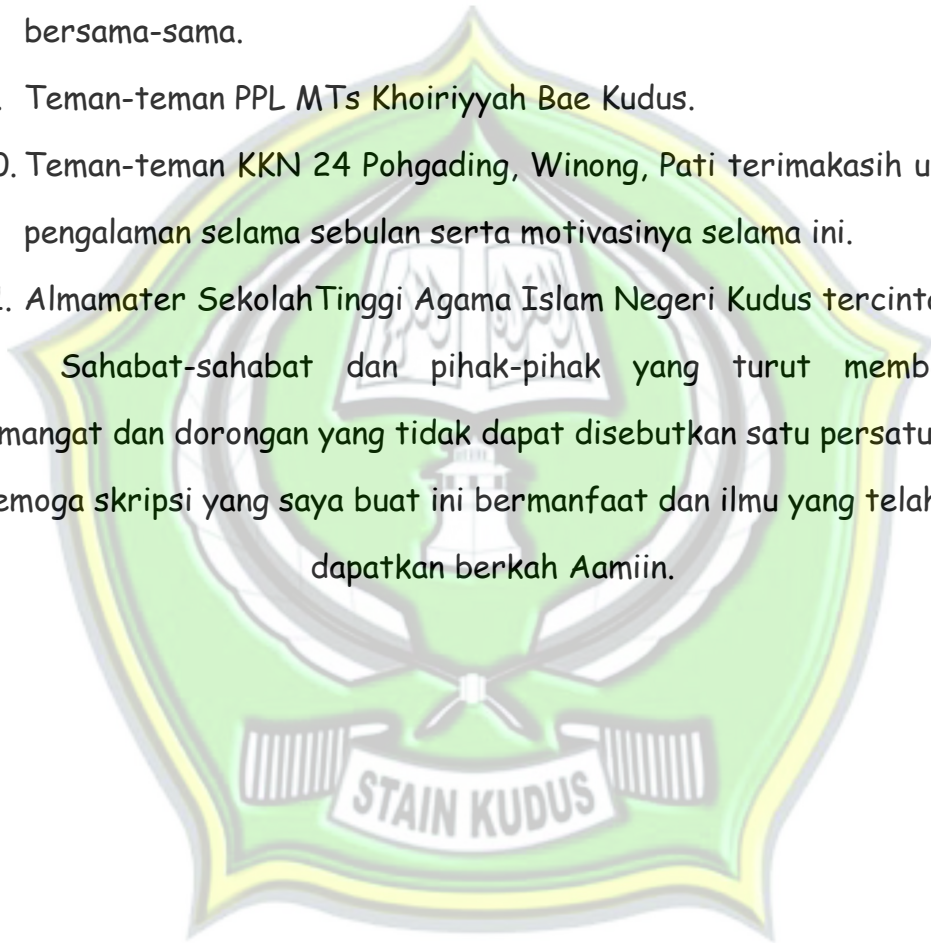 bersama-sama.
. Teman-teman PPL MTs Khoiriyyah Bae Kudus.
0. Teman-teman KKN 24 Pohgading, Winong, Pati terimakasih u
pengalaman selama sebulan serta motivasinya selama ini.
. Almamater SekolahTinggi Agama Islam Negeri Kudus tercinta
Sahabat-sahabat dan pihak-pihak yang turut memb
mangat dan dorongan yang tidak dapat disebutkan satu persatu
emoga skripsi yang saya buat ini bermanfaat dan ilmu yang telah
dapatkan berkah Aamiin.
STAIN KUDUS